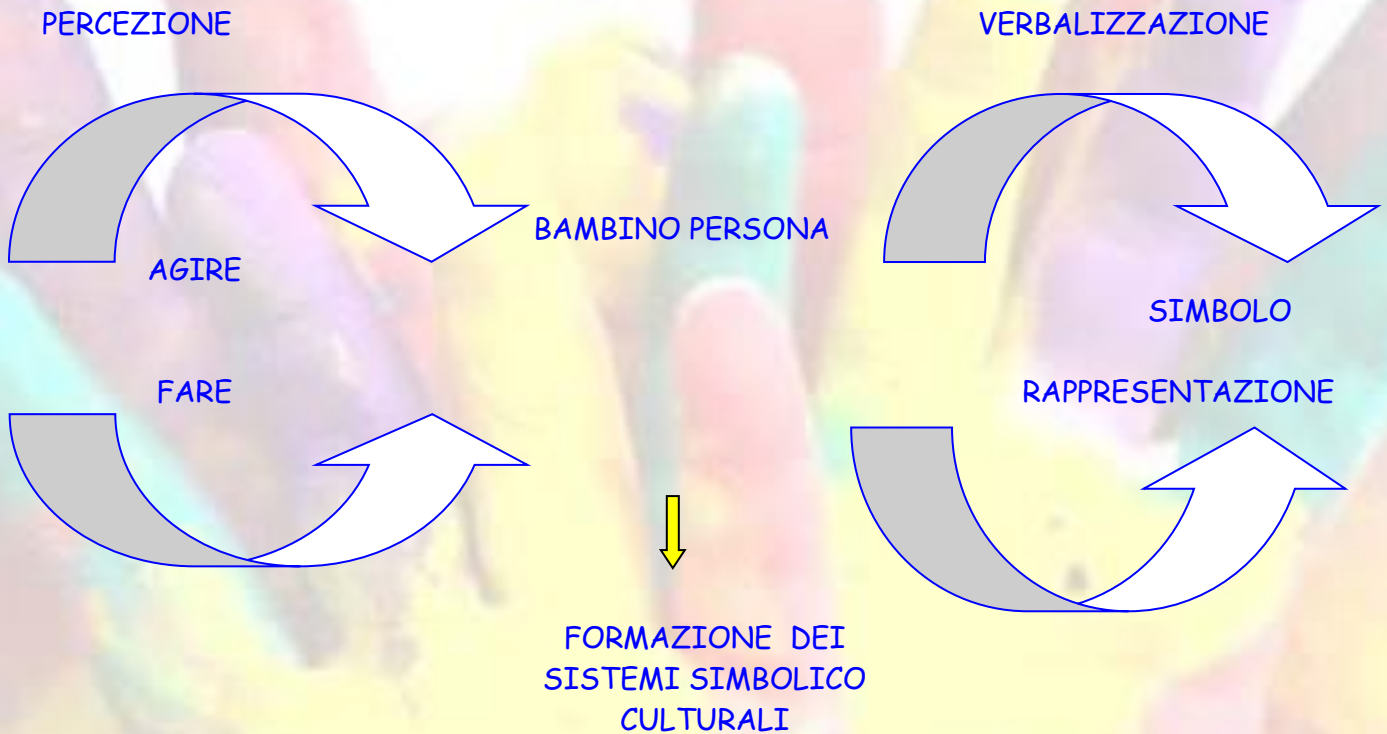 PERCEZIONE
VERBALIZZAZIONE
BAMBINO PERSONA
AGIRE
SIMBOLO
FARE
RAPPRESENTAZIONE
FORMAZIONE DEI
SISTEMI SIMBOLICO
CULTURALI